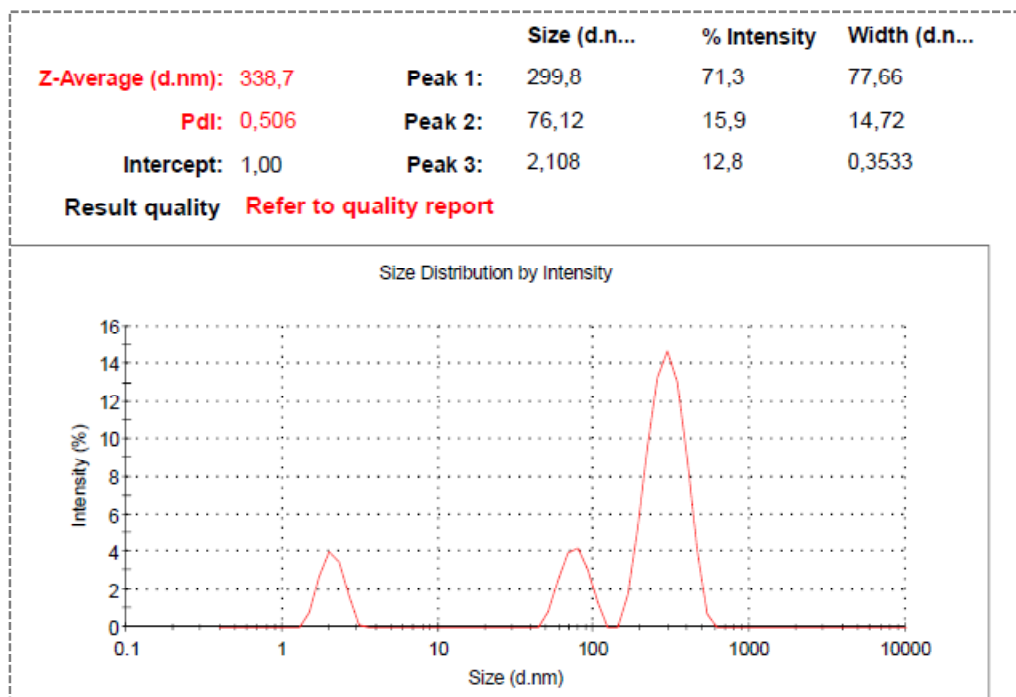 Size (d.n... % Intensity Width (d.n...
Z-Average (d.nm): 338,7 Peak 1: 299,8 71,3 77,66
PdI: 0,506 Peak 2: 76,12 15,9 14,72
Intercept: 1,00 Peak 3: 2,108 12,8 0,3533
Result quality Refer to quality report
Size Distribution by Intensity
16
14
12
10
8
6
4
2
0
Intensity (%)
0.1 1 10 100 1000 10000
Size (d.nm)